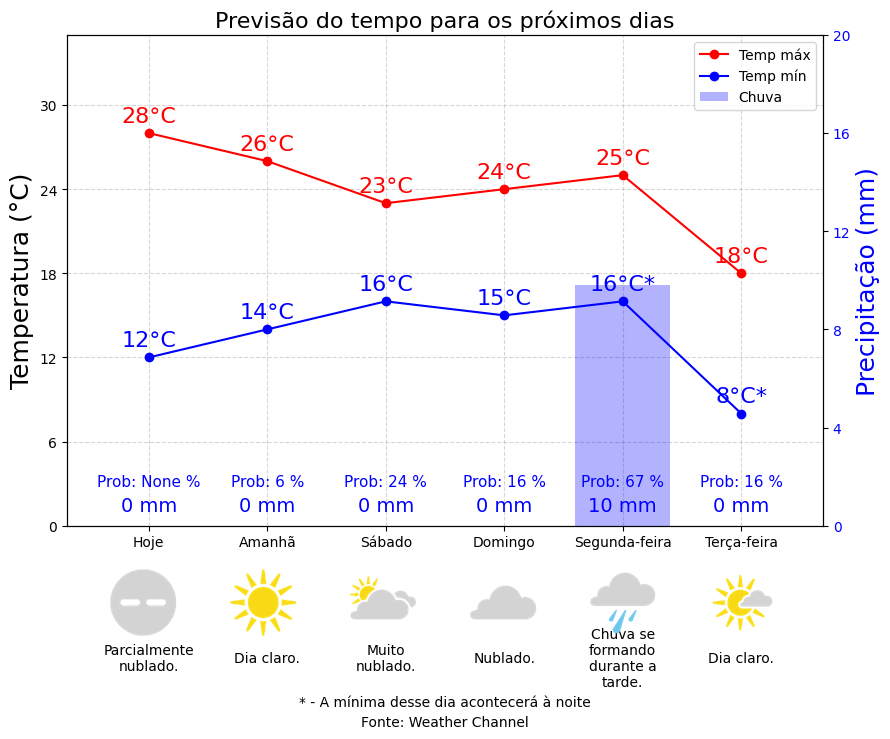 Previsão do tempo para os próximos dias
Temp máx
Temp mín
Chuva
Temperatura (°C)
30
24
18
12
6
0
Precipitação (mm)
20
16
12
8
4
0
28°C
26°C
23°C
24°C
25°C
18°C
12°C
14°C
16°C
15°C
16°C*
8°C*
Prob: None %
Prob: 6 %
Prob: 24 %
Prob: 16 %
Prob: 67 %
Prob: 16 %
0 mm
0 mm
0 mm
0 mm
10 mm
0 mm
Hoje
Amanhã
Sábado
Domingo
Segunda-feira
Terça-feira
Parcialmente
nublado.
Dia claro.
Muito
nublado.
Nublado.
Chuva se
formando
durante a
tarde.
Dia claro.
* - A mínima desse dia acontecerá à noite
Fonte: Weather Channel